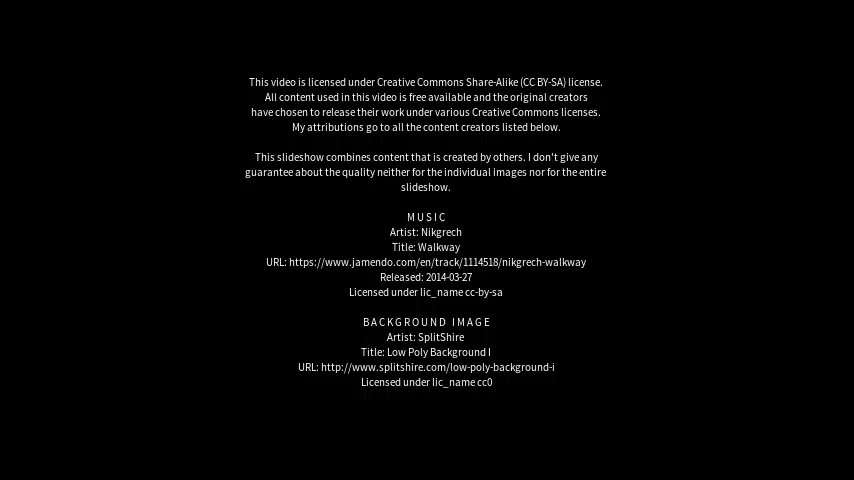 This video is licensed under Creative Commons Share-Alike (CC BY-SA) license.
All content used in this video is free available and the original creators
have chosen to release their work under various Creative Commons licenses.
My attributions go to all the content creators listed below.
This slideshow combines content that is created by others. I don't give any
guarantee about the quality neither for the individual images nor for the entire
slideshow.
MUSIC
Artist: Nikgrech
Title: Walkway
URL: https://www.jamendo.com/en/track/1114518/nikgrech-walkway
Released: 2014-03-27
Licensed under lic_name cc-by-sa
BACKGROUND IMAGE
Artist: SplitShire
Title: Low Poly Background I
URL: http://www.splitshire.com/low-poly-background-i
Licensed under lic_name cc0